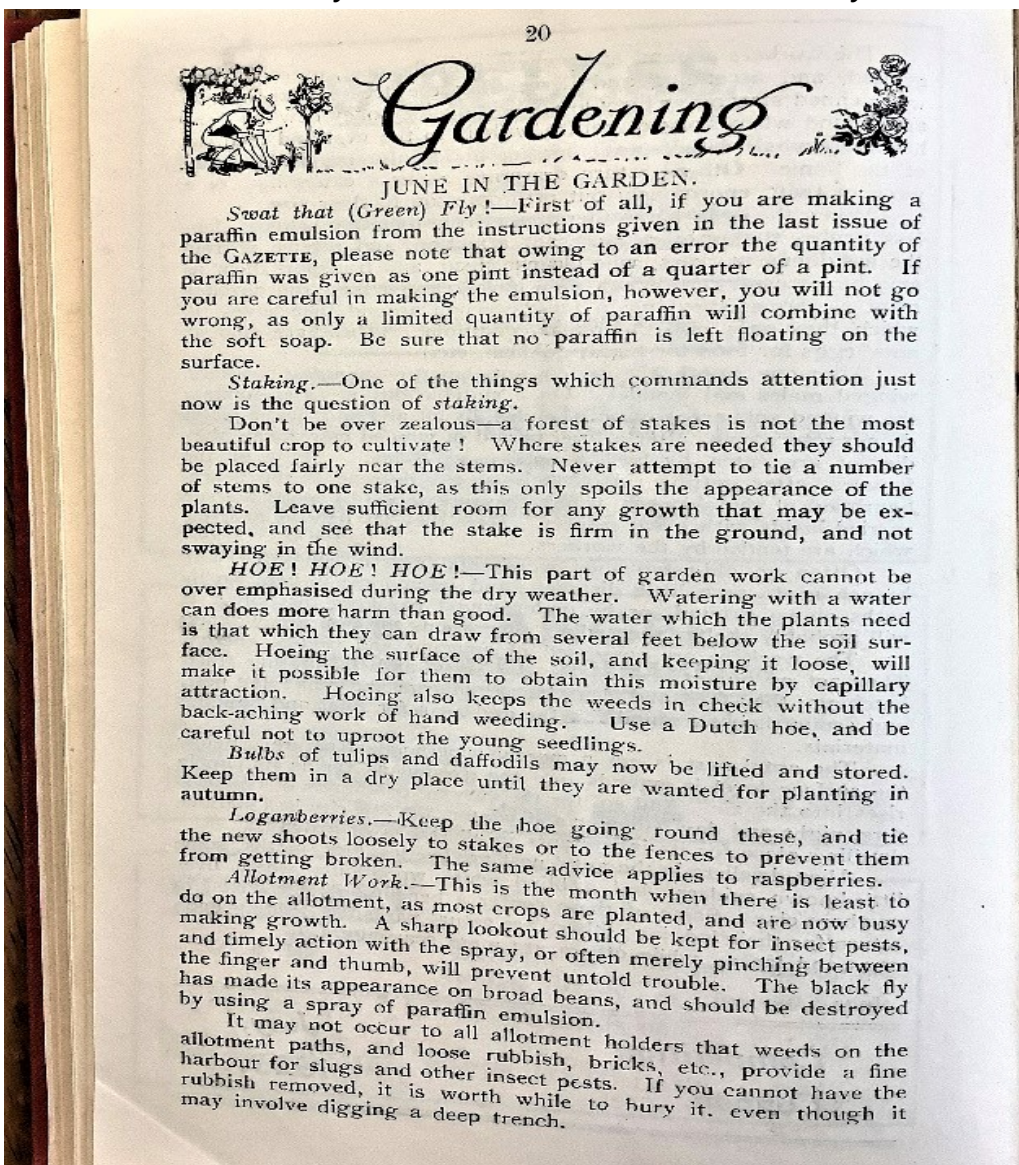 20
Gardening
JUNE IN THE GARDEN.
Swat that (Green) Fly!—First of all, if you are making a
paraffin emulsion from the instructions given in the last issue of
the GAZETTE, please note that owing to an error the quantity of
paraffin was given as one pint instead of a quarter of a pint. If
you are careful in making the emulsion, however, you will not go
wrong, as only a limited quantity of paraffin will combine with
the soft soap. Be sure that no paraffin is left floating on the
surface.
Staking.—One of the things which commands attention just
now is the question of staking.
Don't be over zealous—a forest of stakes is not the most
beautiful crop to cultivate! Where stakes are needed they should
be placed fairly near the stems. Never attempt to tie a number
of stems to one stake, as this only spoils the appearance of the
plants. Leave sufficient room for any growth that may be ex-
pected, and see that the stake is firm in the ground, and not
swaying in the wind.
HOE! HOE! HOE!—This part of garden work cannot be
over emphasised during the dry weather. Watering with a water
can does more harm than good. The water which the plants need
is that which they can draw from several feet below the soil sur-
face. Hoeing the surface of the soil, and keeping it loose, will
make it possible for them to obtain this moisture by capillary
attraction. Hoeing also keeps the weeds in check without the
back-aching work of hand weeding. Use a Dutch hoe, and be
careful not to uproot the young seedlings.
Bulbs of tulips and daffodils may now be lifted and stored.
Keep them in a dry place until they are wanted for planting in
autumn.
Loganberries.—Keep the hoe going round these, and tie
the new shoots loosely to stakes or to the fences to prevent them
from getting broken. The same advice applies to raspberries.
Allotment Work.—This is the month when there is least to
do on the allotment, as most crops are planted, and are now busy
making growth. A sharp lookout should be kept for insect pests,
and timely action with the spray, or often merely pinching between
the finger and thumb, will prevent untold trouble. The black fly
has made its appearance on broad beans, and should be destroyed
by using a spray of paraffin emulsion.
It may not occur to all allotment holders that weeds on the
allotment paths, and loose rubbish, bricks, etc., provide a fine
harbour for slugs and other insect pests. If you cannot have the
rubbish removed, it is worth while to bury it. even though it
may involve digging a deep trench.